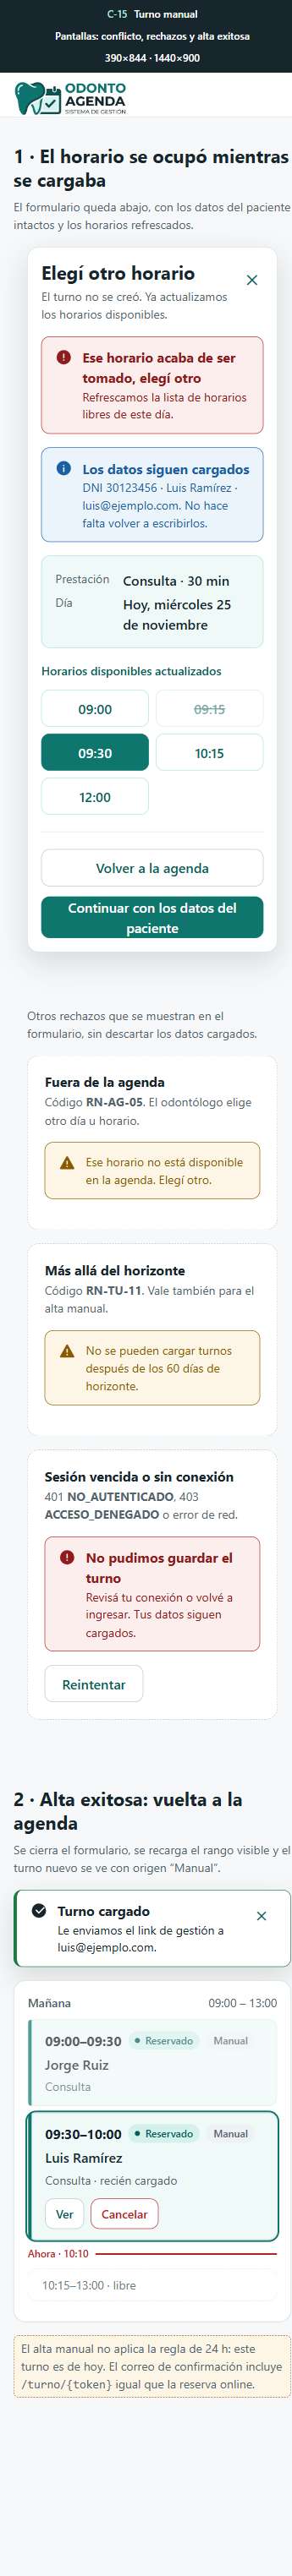 C-15 Turno manual
Pantallas: conflicto, rechazos y alta exitosa
390×844 · 1440×900
ODONTO
AGENDA
SISTEMA DE GESTIÓN
1 · El horario se ocupó mientras
se cargaba
El formulario queda abajo, con los datos del paciente
intactos y los horarios refrescados.
Elegí otro horario
El turno no se creó. Ya actualizamos
los horarios disponibles.
Ese horario acaba de ser
tomado, elegí otro
Refrescamos la lista de horarios
libres de este día.
Los datos siguen cargados
DNI 30123456 · Luis Ramírez ·
luis@ejemplo.com. No hace
falta volver a escribirlos.
Prestación Consulta · 30 min
Día Hoy, miércoles 25
de noviembre
Horarios disponibles actualizados
09:00 09:15
09:30 10:15
12:00
Volver a la agenda
Continuar con los datos del
paciente
Otros rechazos que se muestran en el
formulario, sin descartar los datos cargados.
Fuera de la agenda
Código RN-AG-05. El odontólogo elige
otro día u horario.
Ese horario no está disponible
en la agenda. Elegí otro.
Más allá del horizonte
Código RN-TU-11. Vale también para el
alta manual.
No se pueden cargar turnos
después de los 60 días de
horizonte.
Sesión vencida o sin conexión
401 NO_AUTENTICADO, 403
ACCESO_DENEGADO o error de red.
No pudimos guardar el
turno
Revisá tu conexión o volvé a
ingresar. Tus datos siguen
cargados.
Reintentar
2 · Alta exitosa: vuelta a la
agenda
Se cierra el formulario, se recarga el rango visible y el
turno nuevo se ve con origen “Manual”.
Turno cargado
Le enviamos el link de gestión a
luis@ejemplo.com.
Mañana 09:00 – 13:00
09:00–09:30 Reservado Manual
Jorge Ruiz
Consulta
09:30–10:00 Reservado Manual
Luis Ramírez
Consulta · recién cargado
Ver Cancelar
Ahora · 10:10
10:15–13:00 · libre
El alta manual no aplica la regla de 24 h: este
turno es de hoy. El correo de confirmación incluye
/turno/{token} igual que la reserva online.